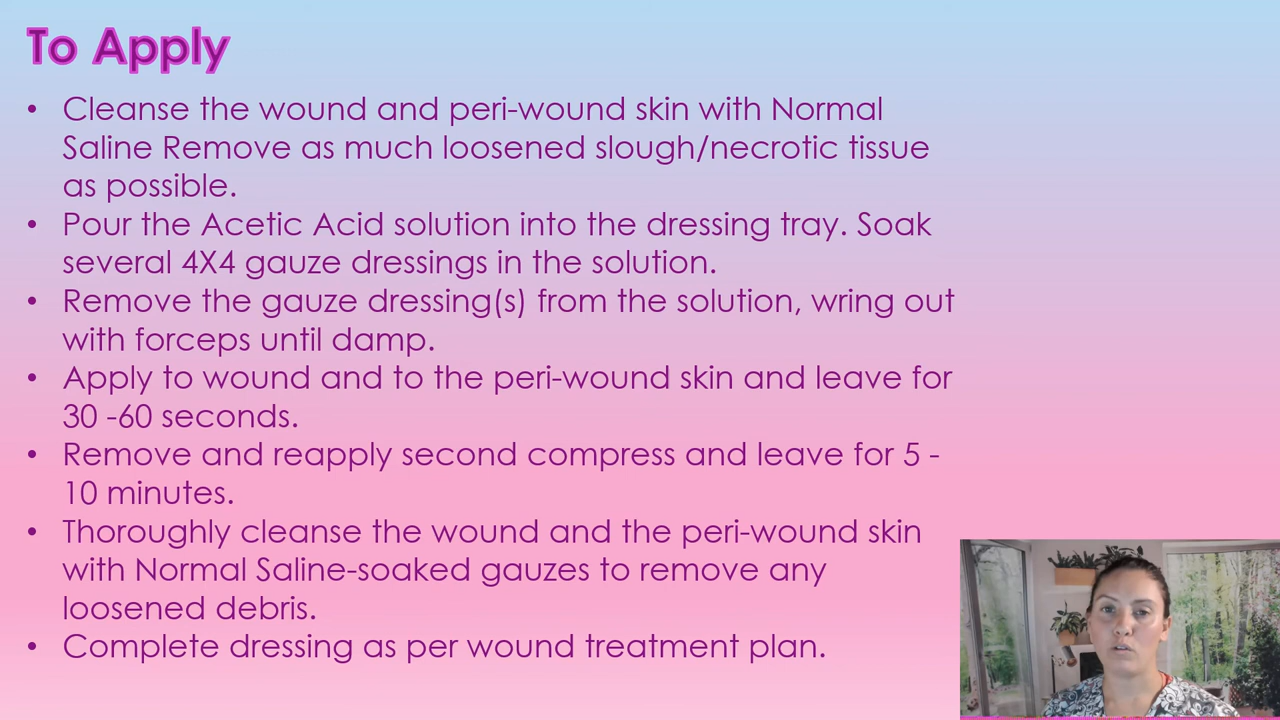 To Apply
• Cleanse the wound and peri-wound skin with Normal
Saline Remove as much loosened slough/necrotic tissue
as possible.
• Pour the Acetic Acid solution into the dressing tray. Soak
several 4X4 gauze dressings in the solution.
• Remove the gauze dressing(s) from the solution, wring out
with forceps until damp.
• Apply to wound and to the peri-wound skin and leave for
30 -60 seconds.
• Remove and reapply second compress and leave for 5 -
10 minutes.
• Thoroughly cleanse the wound and the peri-wound skin
with Normal Saline-soaked gauzes to remove any
loosened debris.
• Complete dressing as per wound treatment plan.